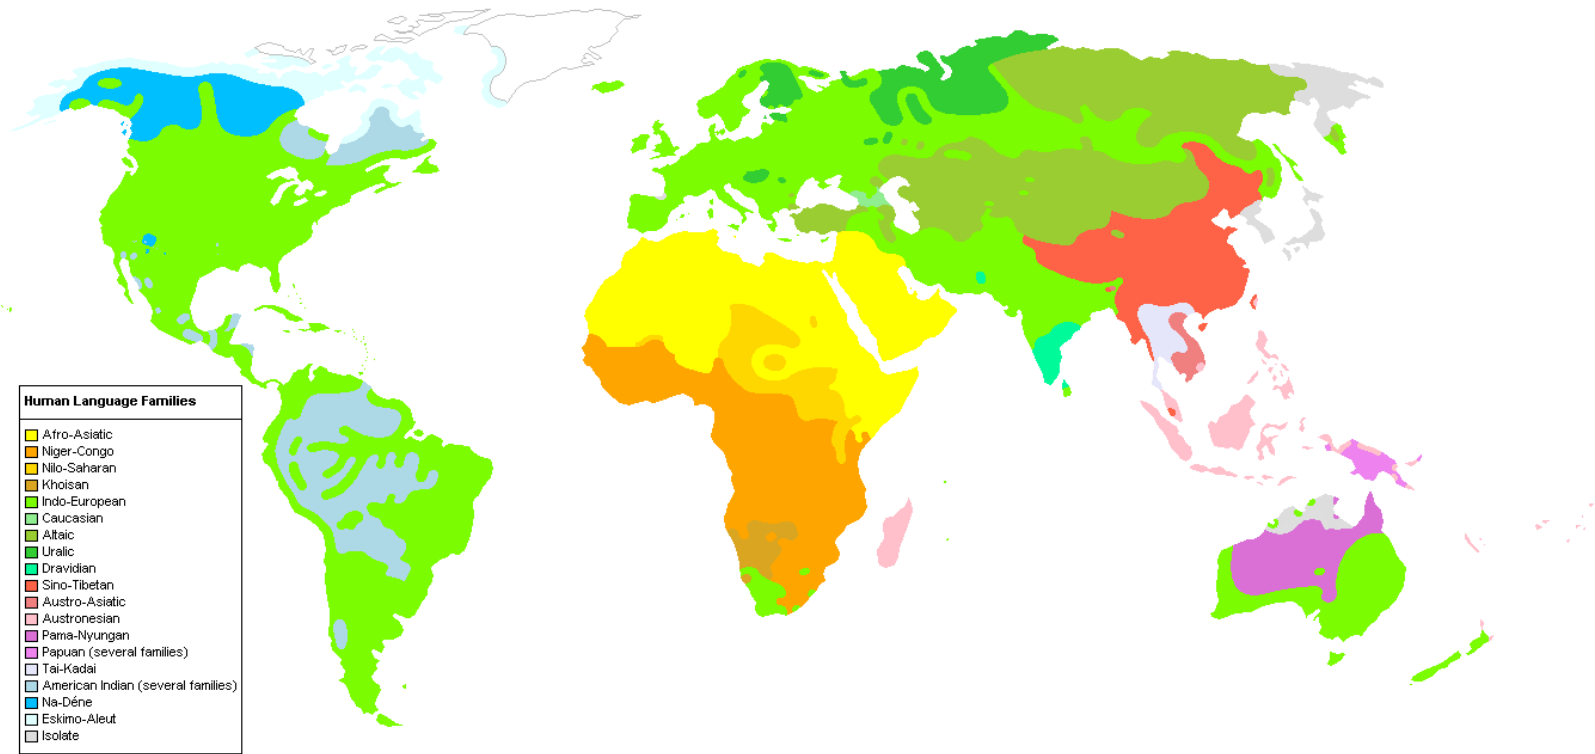 Human Language Families
Afro-Asiatic
Niger-Congo
Nilo-Saharan
Khoisan
Indo-European
Caucasian
Altaic
Uralic
Dravidian
Sino-Tibetan
Austro-Asiatic
Austronesian
Pama-Nyungan
Papuan (several families)
Tai-Kadai
American Indian (several families)
Na-Déne
Eskimo-Aleut
Isolate